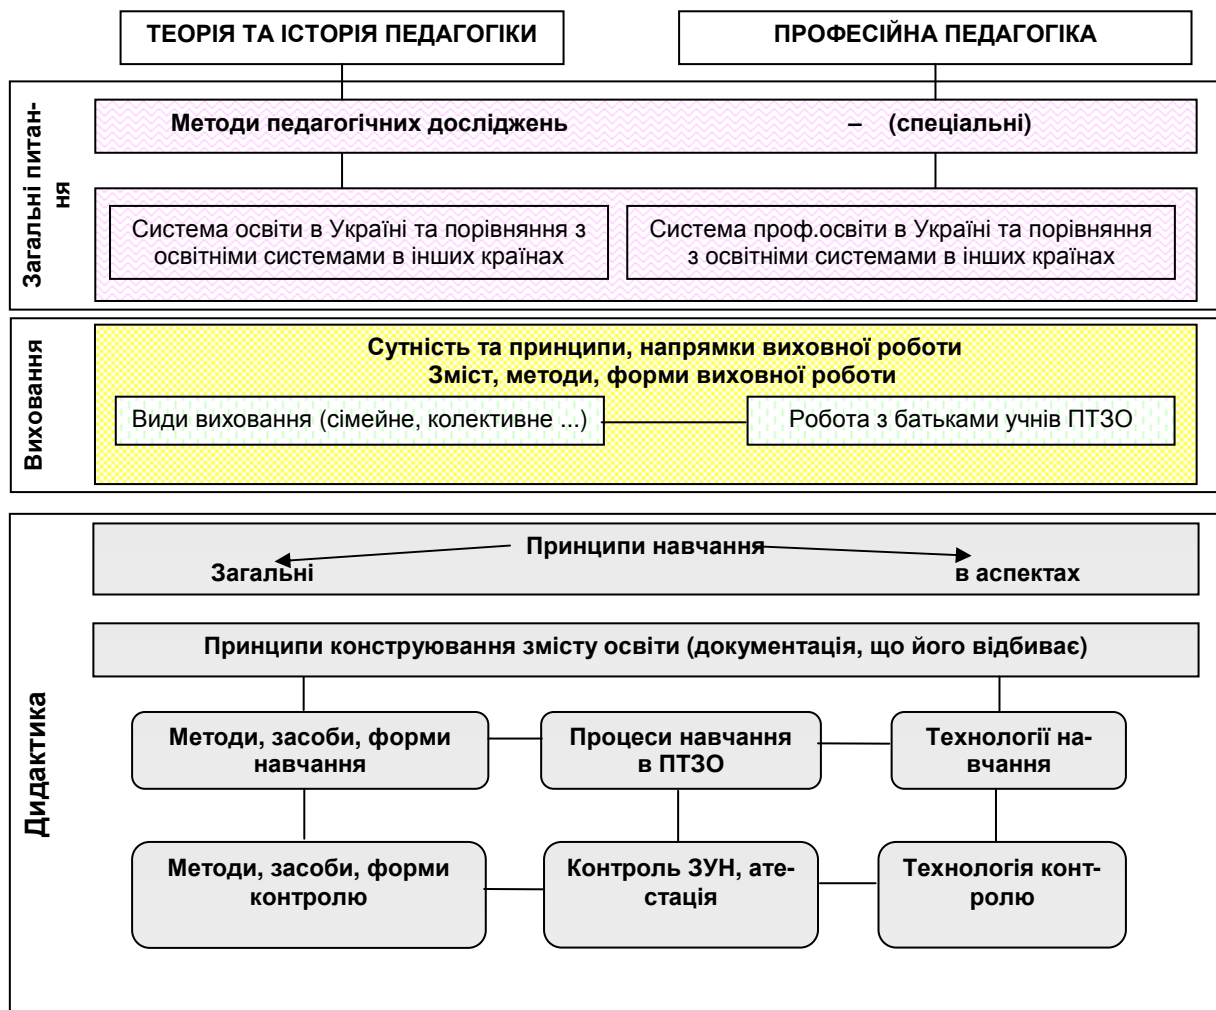 ТЕОРІЯ ТА ІСТОРІЯ ПЕДАГОГІКИ
ПРОФЕСІЙНА ПЕДАГОГІКА
Загальні питан-
ня
Методи педагогічних досліджень – (спеціальні)
Система освіти в Україні та порівняння з
освітніми системами в інших країнах
Система проф.освіти в Україні та порівняння
з освітніми системами в інших країнах
Виховання
Сутність та принципи, напрямки виховної роботи
Зміст, методи, форми виховної роботи
Види виховання (сімейне, колективне ...)
Робота з батьками учнів ПТЗО
Дидактика
Принципи навчання
Загальні
в аспектах
Принципи конструювання змісту освіти (документація, що його відбиває)
Методи, засоби, форми
навчання
Процеси навчання
в ПТЗО
Технології на-
вчання
Методи, засоби, форми
контролю
Контроль ЗУН, ате-
стація
Технологія конт-
ролю